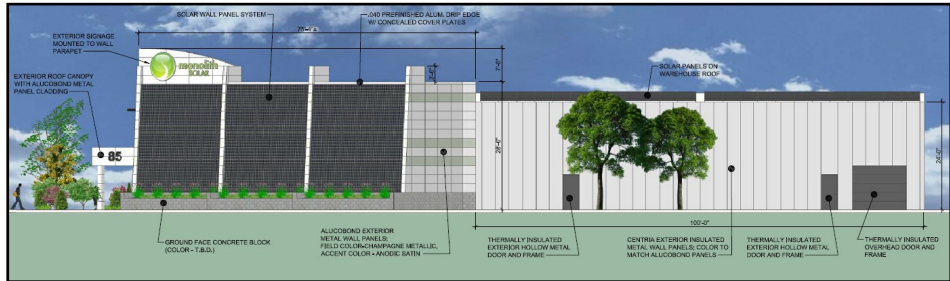 SOLAR WALL PANEL SYSTEM
.040 PREFINISHED ALUM. DRIP EDGE
W/ CONCEALED COVER PLATES
EXTERIOR SIGNAGE
MOUNTED TO WALL
PARAPET
monolith
SOLAR
EXTERIOR ROOF CANOPY
WITH ALUCOBOND METAL
PANEL CLADDING
SOLAR PANELS ON
WAREHOUSE ROOF
85
24'-0"
100'-0"
GROUND FACE CONCRETE BLOCK
(COLOR - T.B.D.)
ALUCOBOND EXTERIOR
METAL WALL PANELS;
FIELD COLOR-CHAMPAGNE METALLIC,
ACCENT COLOR - ANODIC SATIN
THERMALLY INSULATED
EXTERIOR HOLLOW METAL
DOOR AND FRAME
CENTRIA EXTERIOR INSULATED
METAL WALL PANELS; COLOR TO
MATCH ALUCOBOND PANELS
THERMALLY INSULATED
EXTERIOR HOLLOW METAL
DOOR AND FRAME
THERMALLY INSULATED
OVERHEAD DOOR AND
FRAME